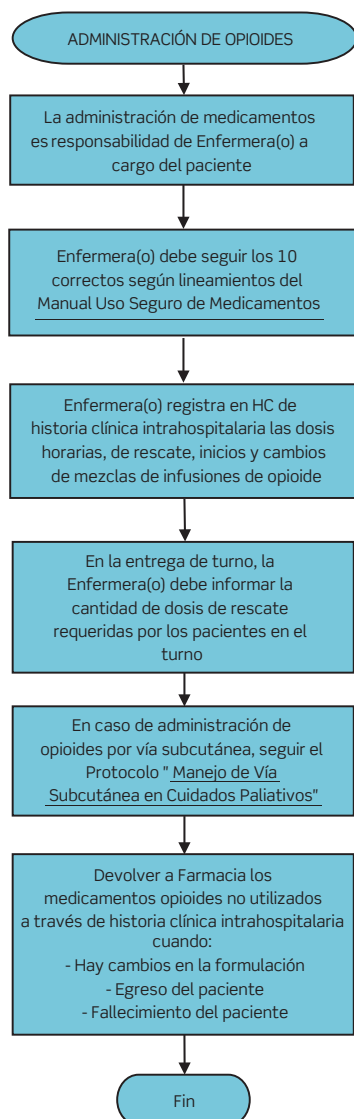 ADMINISTRACIÓN DE OPIOIDES
La administración de medicamentos
es responsabilidad de Enfermera(o) a
cargo del paciente
Enfermera(o) debe seguir los 10
correctos según lineamientos del
Manual Uso Seguro de Medicamentos
Enfermera(o) registra en HC de
historia clínica intrahospitalaria las dosis
horarias, de rescate, inicios y cambios
de mezclas de infusiones de opioide
En la entrega de turno, la
Enfermera(o) debe informar la
cantidad de dosis de rescate
requeridas por los pacientes en el
turno
En caso de administración de
opioides por vía subcutánea, seguir el
Protocolo " Manejo de Vía
Subcutánea en Cuidados Paliativos"
Devolver a Farmacia los
medicamentos opioides no utilizados
a través de historia clínica intrahospitalaria
cuando:
- Hay cambios en la formulación
- Egreso del paciente
- Fallecimiento del paciente
Fin